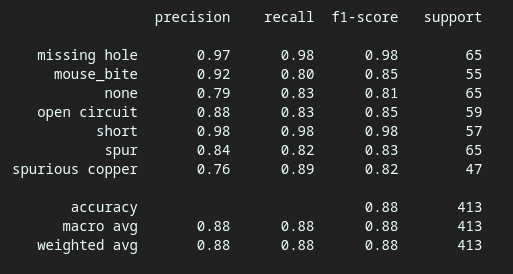 precision recall f1-score support
missing hole 0.97 0.98 0.98 65
mouse_bite 0.92 0.80 0.85 55
none 0.79 0.83 0.81 65
open circuit 0.88 0.83 0.85 59
short 0.98 0.98 0.98 57
spur 0.84 0.82 0.83 65
spurious copper 0.76 0.89 0.82 47
accuracy 0.88 413
macro avg 0.88 0.88 0.88 413
weighted avg 0.88 0.88 0.88 413